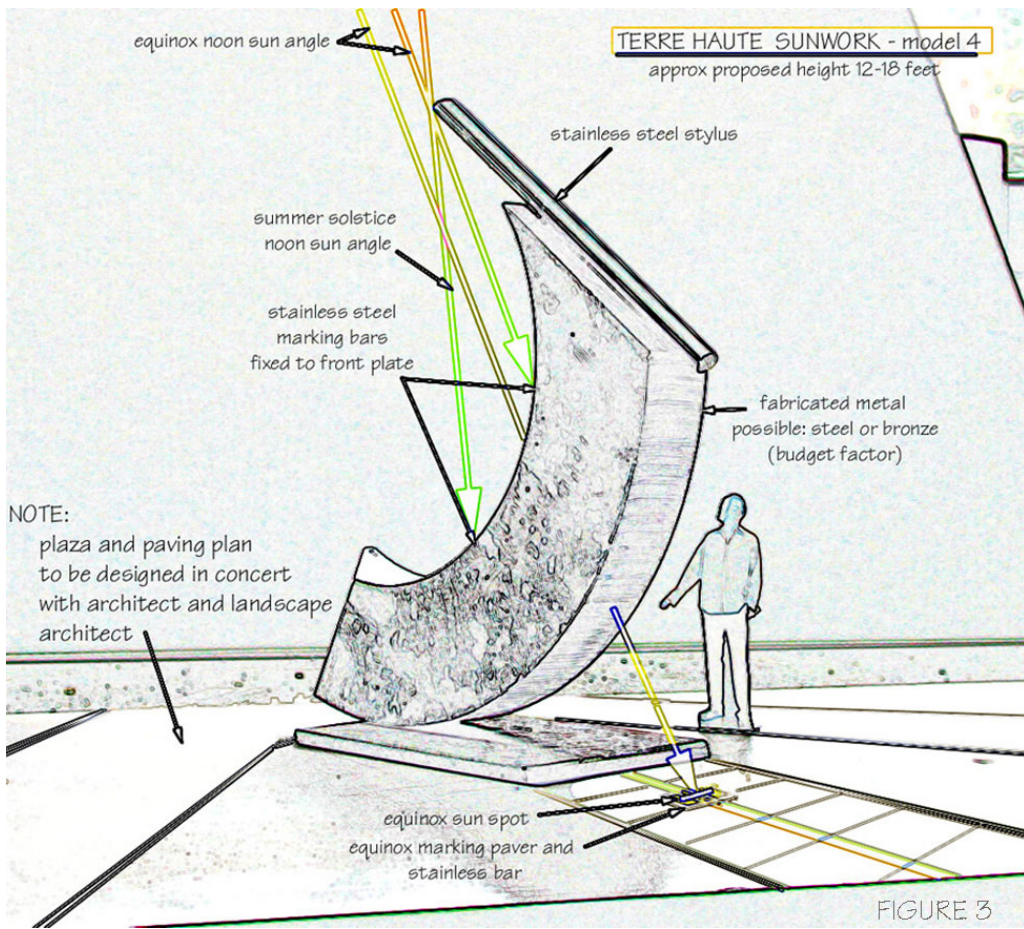 equinox noon sun angle
TERRE HAUTE SUNWORK - model 4
approx proposed height 12-18 feet
stainless steel stylus
summer solstice
noon sun angle
stainless steel
marking bars
fixed to front plate
fabricated metal
possible: steel or bronze
(budget factor)
NOTE:
plaza and paving plan
to be designed in concert
with architect and landscape
architect
equinox sun spot
equinox marking paver and
stainless bar
FIGURE 3